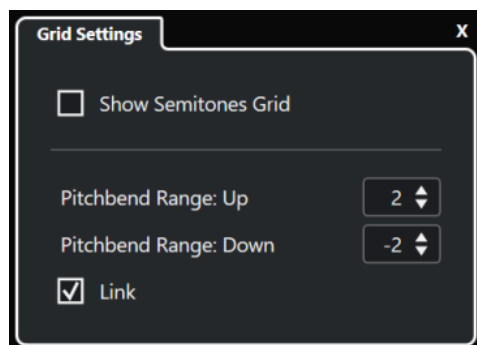 Grid Settings X
Show Semitones Grid
Pitchbend Range: Up 2
Pitchbend Range: Down -2
Link